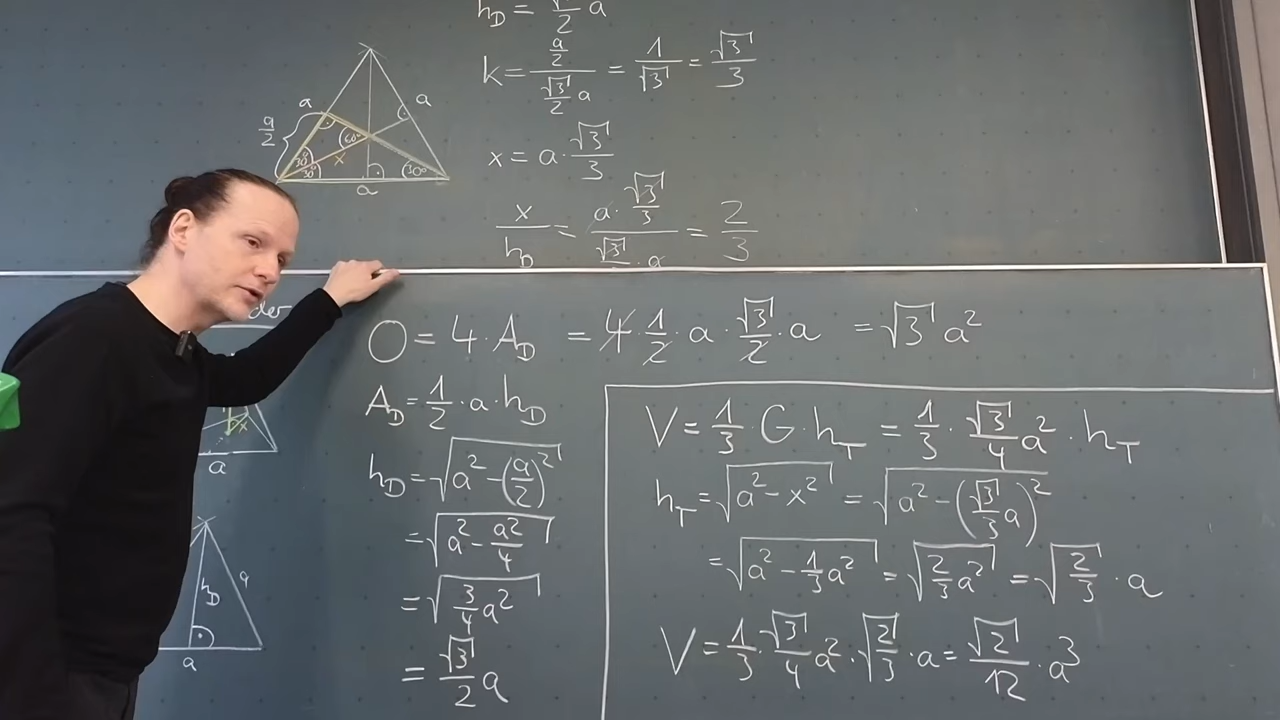 h_D = √3/2 a
k = (a/2)/(√3/2 a) = 1/√3 = √3/3
a a
a/2
60°
30° x
30° 30°
a
x = a · √3/3
x/h_D = (a · √3/3)/(√3 · a) = 2/3
der
O = 4 · A_D = 4 · 1/2 · a · √3/2 · a = √3 a²
A_D = 1/2 · a · h_D
h_D = √(a² - (a/2)²)
= √(a² - a²/4)
= √(3/4 a²)
= √3/2 a
V = 1/3 · G · h_T = 1/3 · √3/4 a² · h_T
h_T = √(a² - x²) = √(a² - (√3/3 a)²)
= √(a² - 1/3 a²) = √(2/3 a²) = √(2/3) · a
V = 1/3 · √3/4 a² · √(2/3) · a = √2/12 · a³
x
a
h_D a
a